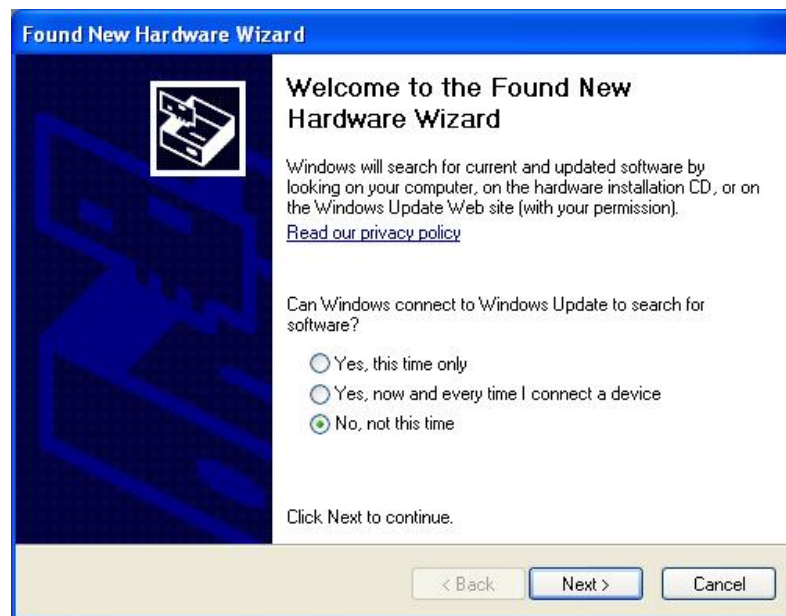 Found New Hardware Wizard
Welcome to the Found New
Hardware Wizard
Windows will search for current and updated software by
looking on your computer, on the hardware installation CD, or on
the Windows Update Web site (with your permission).
Read our privacy policy
Can Windows connect to Windows Update to search for
software?
Yes, this time only
Yes, now and every time I connect a device
No, not this time
Click Next to continue.
< Back Next > Cancel